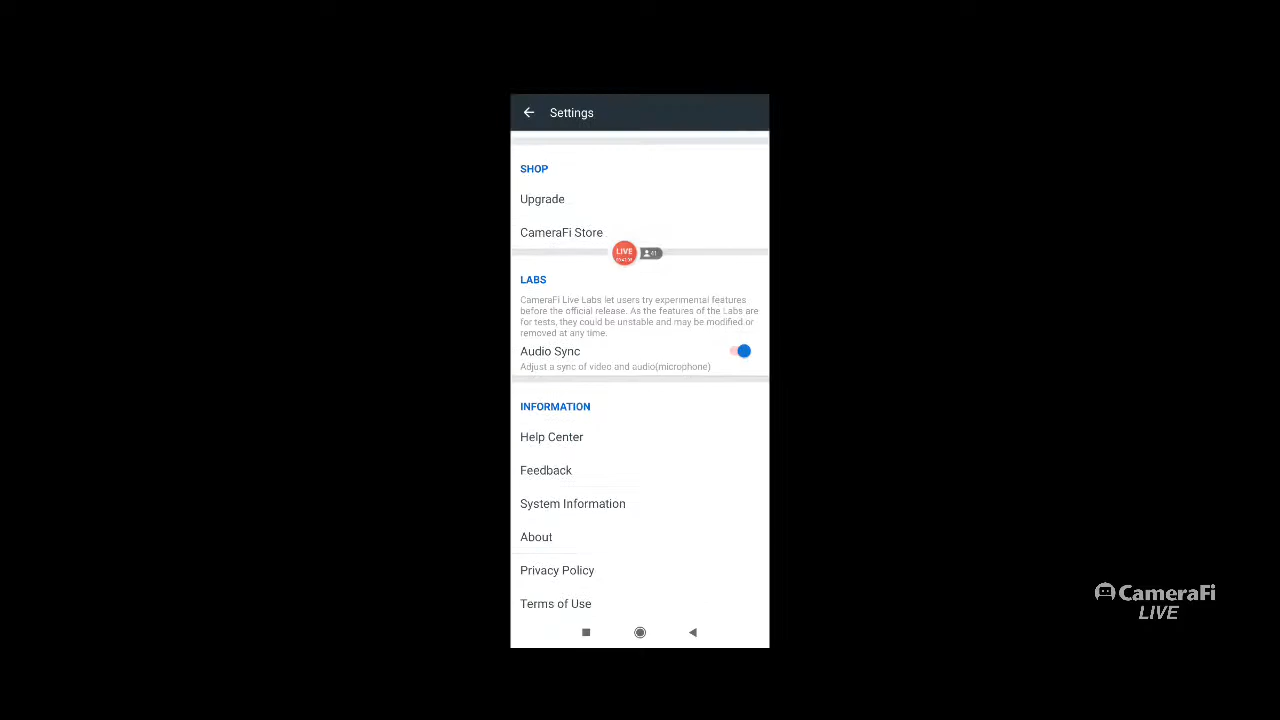 Settings
SHOP
Upgrade
CameraFi Store
LIVE
41
LABS
CameraFi Live Labs let users try experimental features
before the official release. As the features of the Labs are
for tests, they could be unstable and may be modified or
removed at any time.
Audio Sync
Adjust a sync of video and audio(microphone)
INFORMATION
Help Center
Feedback
System Information
About
Privacy Policy
Terms of Use
CameraFi
LIVE